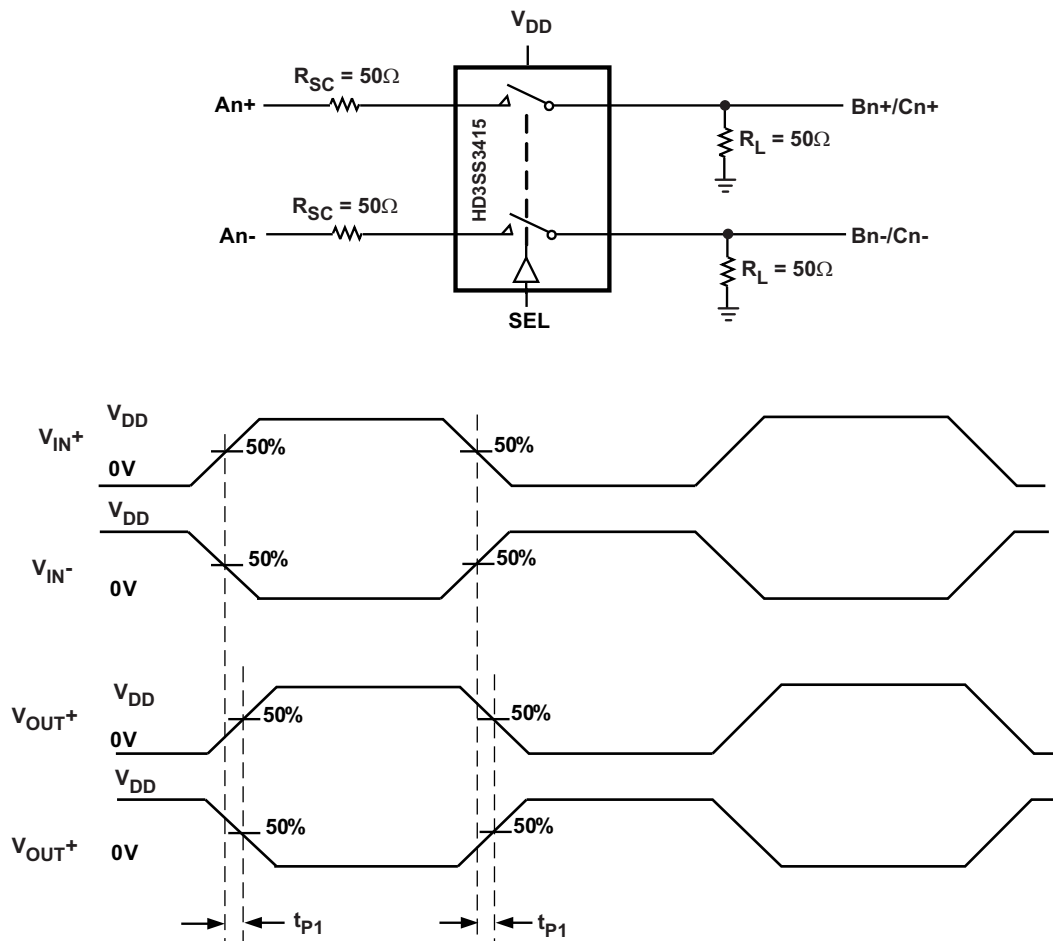 V_DD
R_SC = 50Ω
An+
HD3SS3415
Bn+/Cn+
R_L = 50Ω
R_SC = 50Ω
An-
Bn-/Cn-
R_L = 50Ω
SEL
V_DD
V_IN+
50%
50%
0V
V_DD
50%
50%
V_IN-
0V
V_DD
V_OUT+
50%
50%
0V
V_DD
50%
50%
V_OUT+
0V
t_P1
t_P1